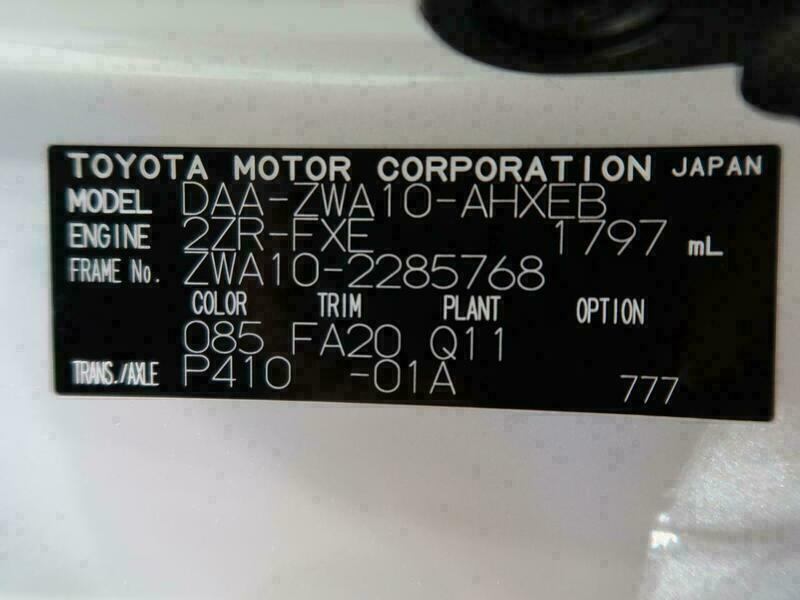 TOYOTA MOTOR CORPORATION JAPAN
MODEL DAA-ZWA10-AHXEB
ENGINE 2ZR-FXE 1797 mL
FRAME No. ZWA10-2285768
COLOR TRIM PLANT OPTION
085 FA20 Q11
TRANS./AXLE P410 -01A 777